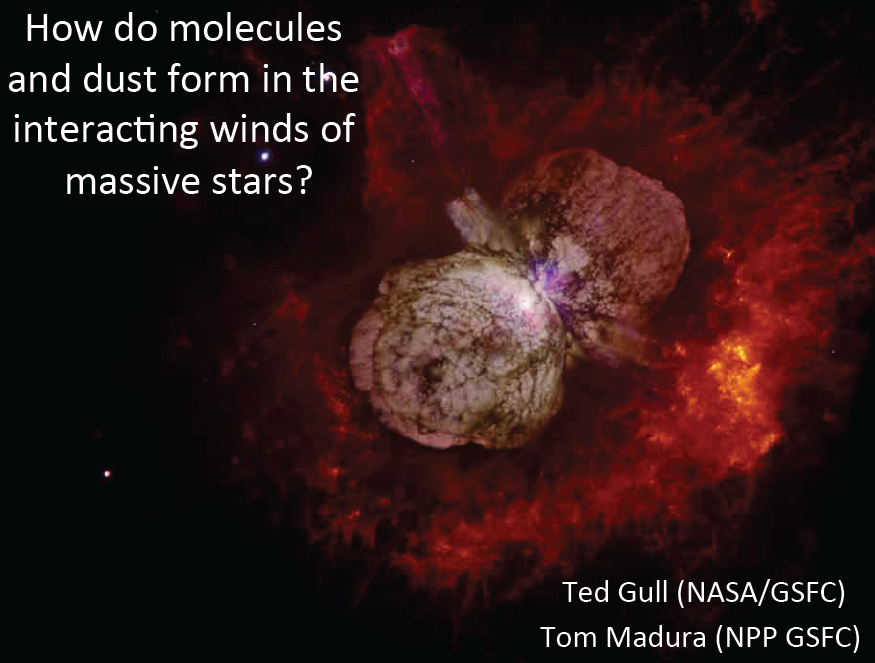 How do molecules
and dust form in the
interacting winds of
massive stars?
Ted Gull (NASA/GSFC)
Tom Madura (NPP GSFC)